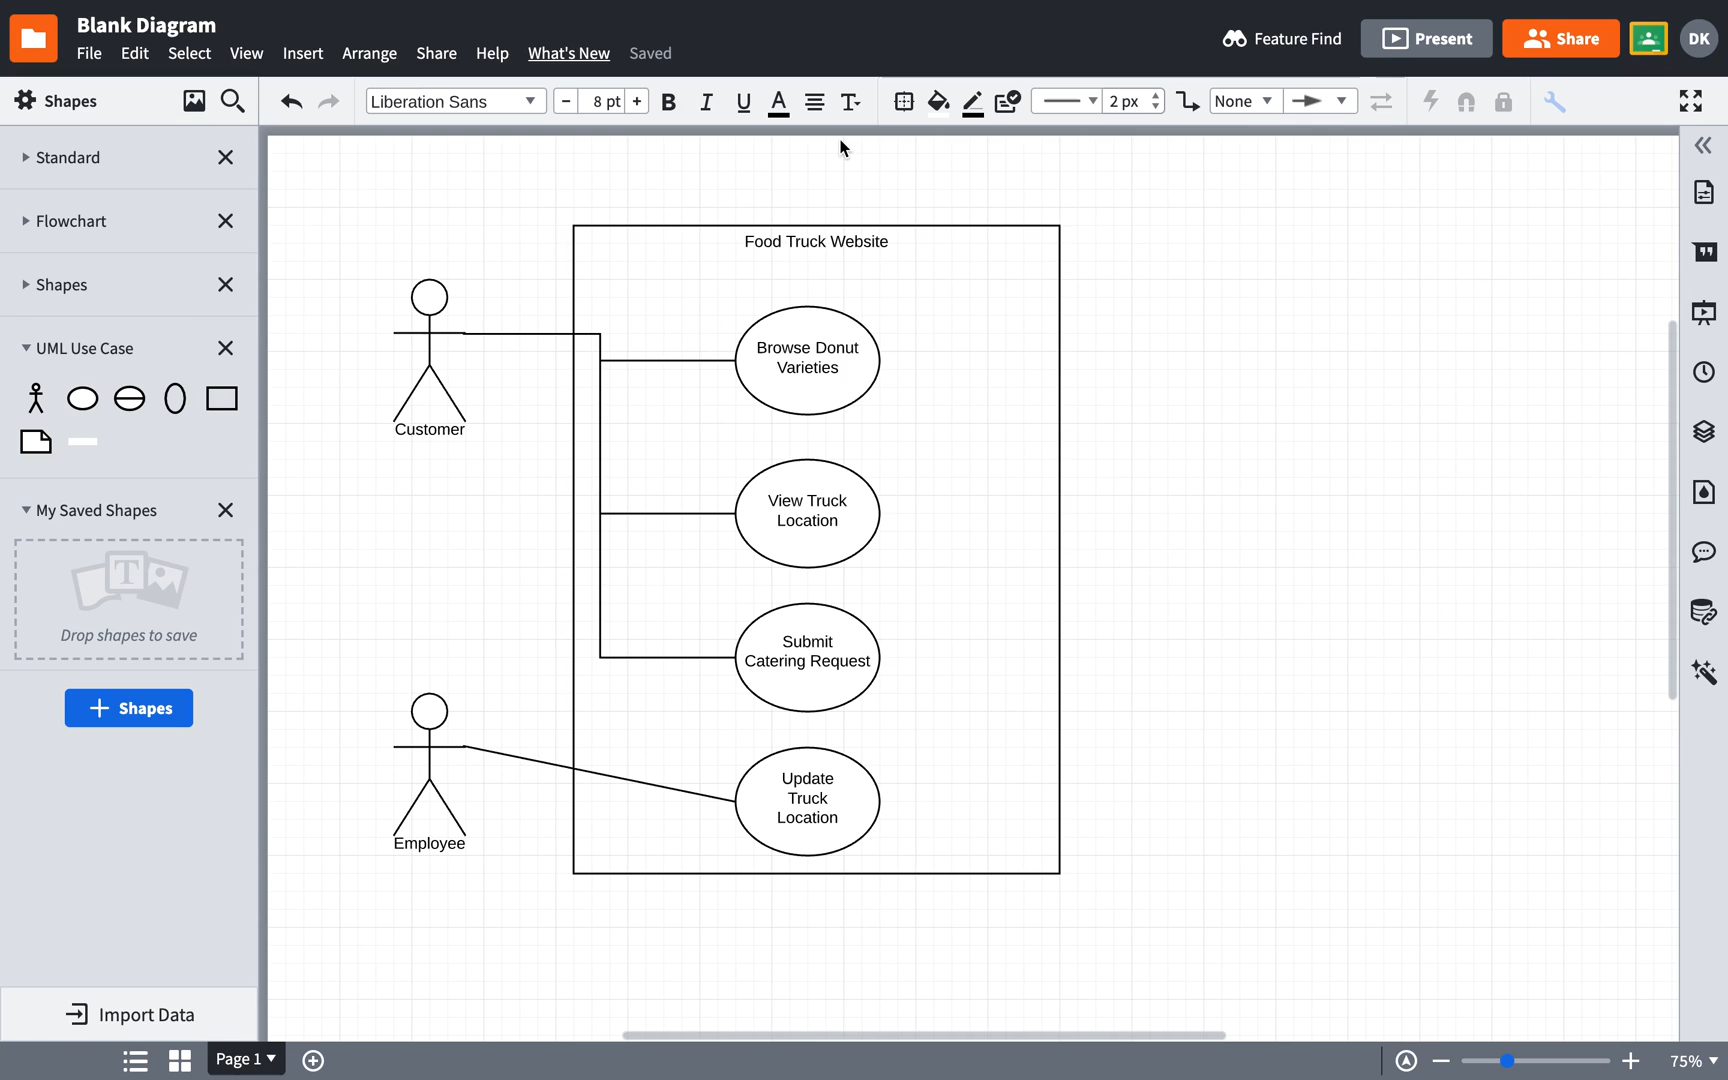 Blank Diagram
File Edit Select View Insert Arrange Share Help What's New Saved
Feature Find
Present
Share
DK
Shapes
Liberation Sans
8 pt
B I U A T
2 px
None
Standard
Flowchart
Shapes
UML Use Case
My Saved Shapes
T
Drop shapes to save
Shapes
Import Data
Food Truck Website
Customer
Browse Donut
Varieties
View Truck
Location
Submit
Catering Request
Employee
Update
Truck
Location
Page 1
75%